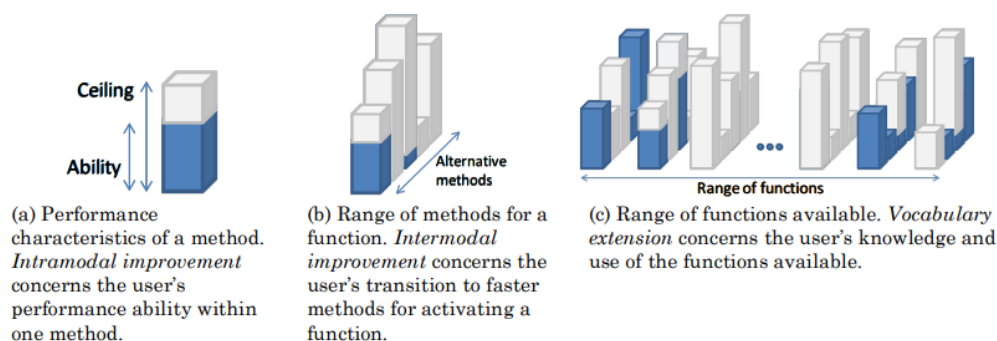 Ceiling
Ability
(a) Performance
characteristics of a method.
Intramodal improvement
concerns the user's
performance ability within
one method.
Alternative
methods
(b) Range of methods for a
function. Intermodal
improvement concerns the
user's transition to faster
methods for activating a
function.
Range of functions
(c) Range of functions available. Vocabulary
extension concerns the user's knowledge and
use of the functions available.